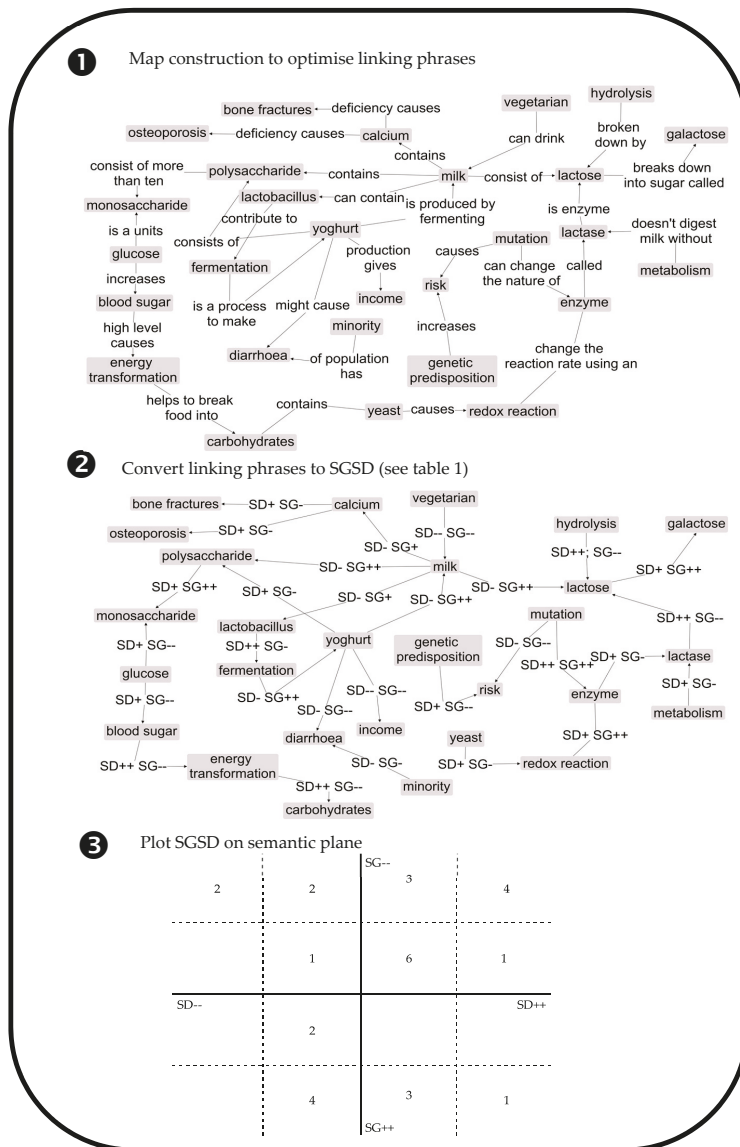 1 Map construction to optimise linking phrases
bone fractures
deficiency causes
vegetarian
hydrolysis
osteoporosis
deficiency causes
calcium
can drink
broken
down by
galactose
contains
consist of more
than ten
polysaccharide
contains
milk
consist of
lactose
breaks down
into sugar called
lactobacillus
can contain
monosaccharide
contribute to
is produced by
fermenting
is enzyme
is a units
consists of
yoghurt
mutation
lactase
doesn't digest
milk without
glucose
fermentation
production
gives
causes
can change
the nature of
called
metabolism
increases
risk
blood sugar
is a process
to make
might cause
income
enzyme
high level
causes
minority
increases
energy
transformation
diarrhoea
of population
has
genetic
predisposition
change the
reaction rate using an
helps to break
food into
contains
yeast
causes
redox reaction
carbohydrates
2 Convert linking phrases to SGSD (see table 1)
bone fractures
SD+ SG-
calcium
vegetarian
hydrolysis
galactose
osteoporosis
SD+ SG-
SD-- SG--
polysaccharide
SD- SG+
SD++; SG--
SD- SG++
milk
SD+ SG++
SD+ SG++
SD+ SG-
SD- SG++
lactose
SD- SG+
SD- SG++
monosaccharide
lactobacillus
mutation
SD++ SG--
SD+ SG--
SD++ SG-
yoghurt
genetic
predisposition
SD- SG--
SD+ SG-
lactase
glucose
fermentation
SD++ SG++
SD+ SG--
SD- SG++
SD-- SG--
risk
enzyme
SD+ SG-
SD- SG--
SD+ SG--
metabolism
blood sugar
diarrhoea
income
yeast
SD+ SG++
SD++ SG--
energy
transformation
SD- SG-
SD+ SG-
redox reaction
SD++ SG--
minority
carbohydrates
3 Plot SGSD on semantic plane
SG--
2 2 3 4
1 6 1
SD-- SD++
2
4 3 1
SG++